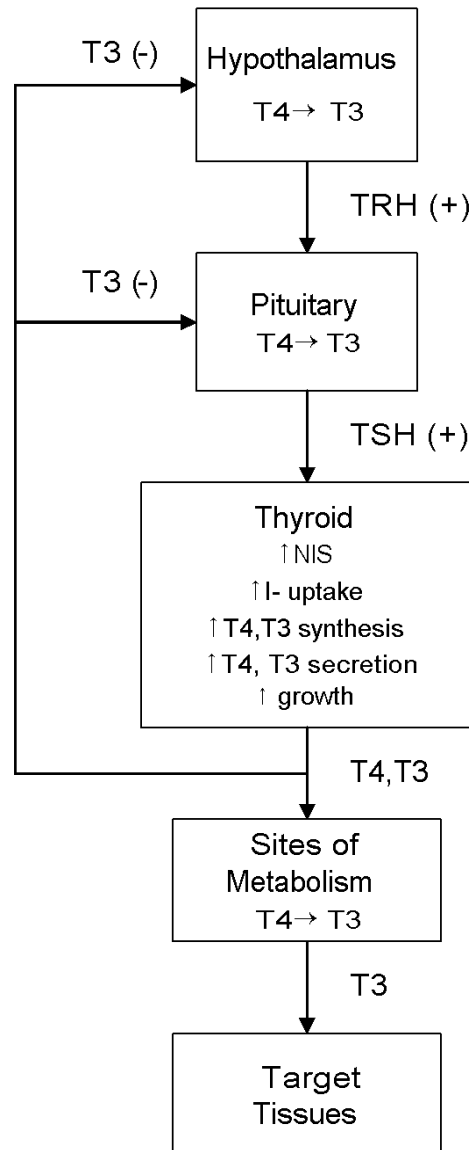 T3 (-)
Hypothalamus
T4→ T3
TRH (+)
T3 (-)
Pituitary
T4→ T3
TSH (+)
Thyroid
↑NIS
↑I- uptake
↑T4,T3 synthesis
↑T4, T3 secretion
↑ growth
T4,T3
Sites of
Metabolism
T4→ T3
T3
Target
Tissues